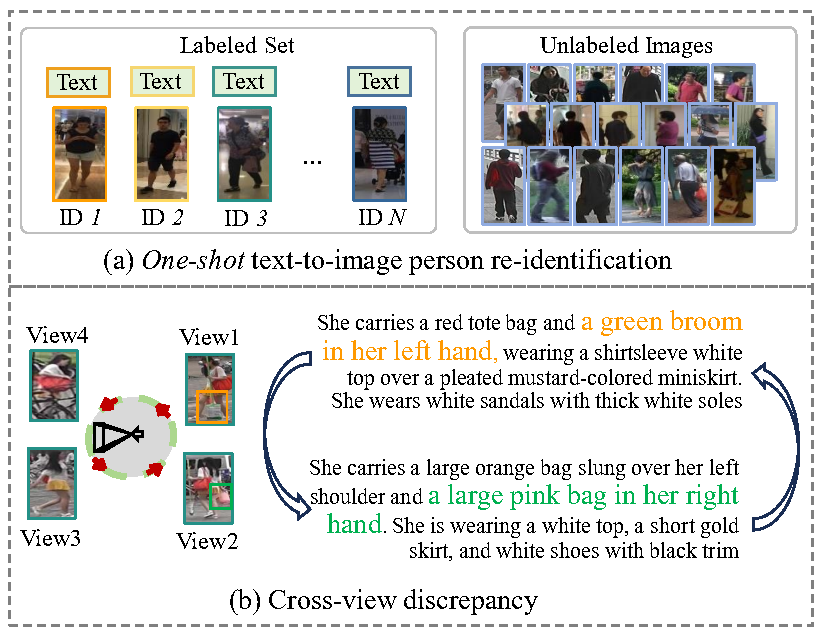 Labeled Set
Unlabeled Images
Text Text Text Text
...
ID 1 ID 2 ID 3 ID N
(a) One-shot text-to-image person re-identification
View4 View1
View3 View2
She carries a red tote bag and a green broom
in her left hand, wearing a shirtsleeve white
top over a pleated mustard-colored miniskirt.
She wears white sandals with thick white soles
She carries a large orange bag slung over her left
shoulder and a large pink bag in her right
hand. She is wearing a white top, a short gold
skirt, and white shoes with black trim
(b) Cross-view discrepancy